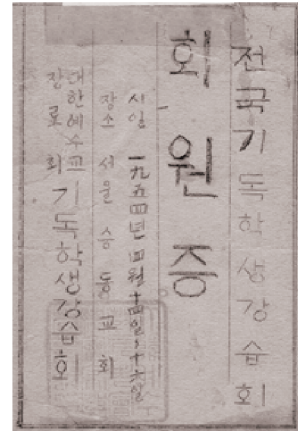 전국기독학생강습회
회원증
시일 一九五四년四월十四일~十六일
장소 서울승동교회
대한예수교
장로회
기독학생강습회